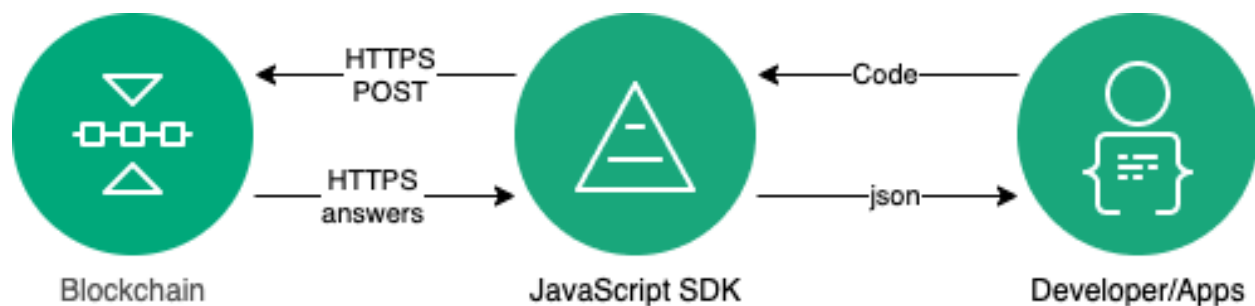 HTTPS
POST
Code
HTTPS
answers
json
Blockchain
JavaScript SDK
Developer/Apps